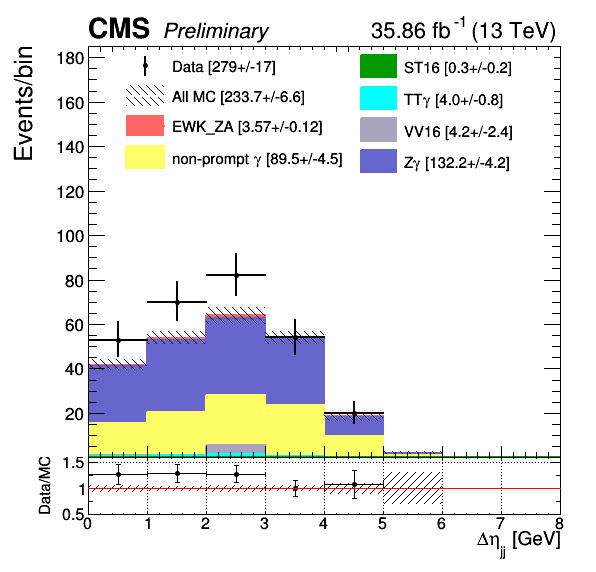 CMS Preliminary 35.86 fb⁻¹ (13 TeV)
Events/bin
180
160
140
120
100
80
60
40
20
Data [279+/-17]
All MC [233.7+/-6.6]
EWK_ZA [3.57+/-0.12]
non-prompt γ [89.5+/-4.5]
ST16 [0.3+/-0.2]
TTγ [4.0+/-0.8]
VV16 [4.2+/-2.4]
Zγ [132.2+/-4.2]
Data/MC
1.5
1
0.5
0 1 2 3 4 5 6 7 8
Δη_jj [GeV]